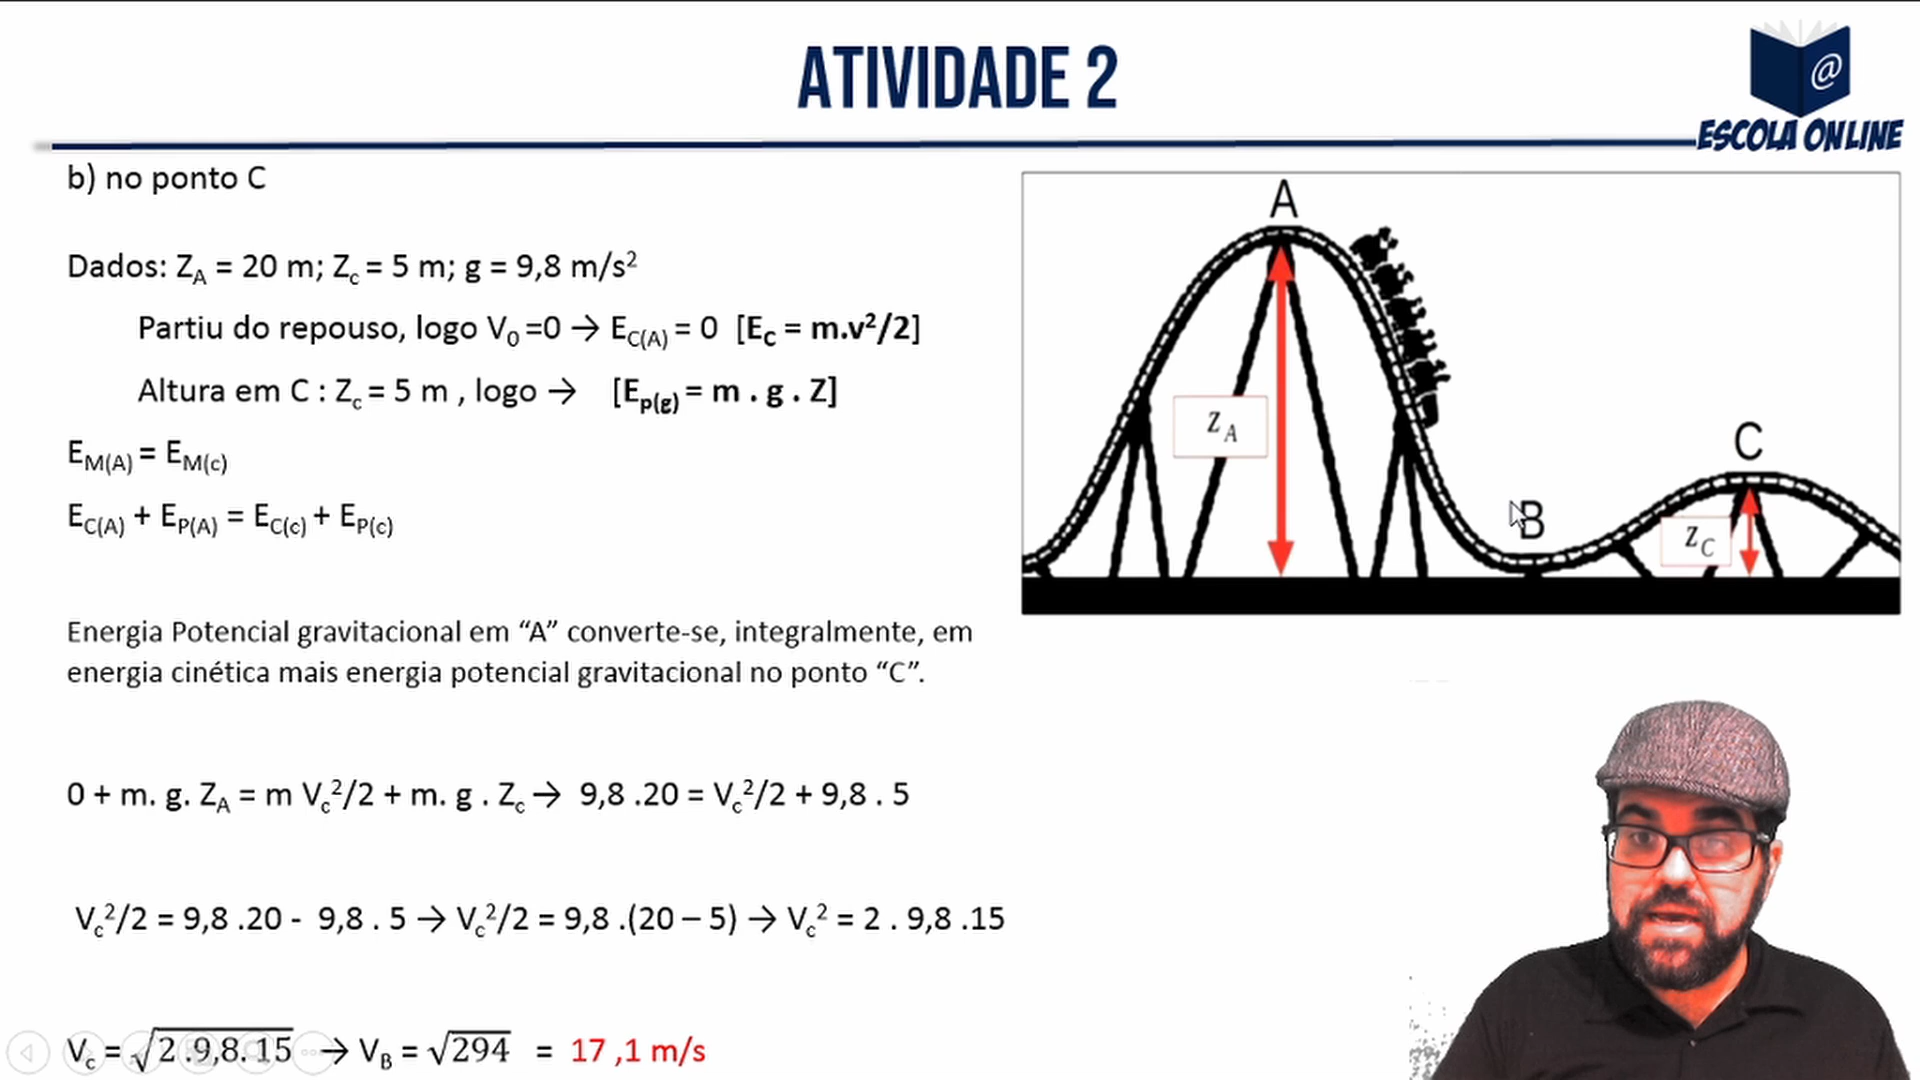 ATIVIDADE 2
@
ESCOLA ONLINE
b) no ponto C
Dados: Z_A = 20 m; Z_c = 5 m; g = 9,8 m/s²
Partiu do repouso, logo V₀ =0 → E_C(A) = 0 [E_C = m.v²/2]
Altura em C : Z_c = 5 m , logo → [E_p(g) = m . g . Z]
E_M(A) = E_M(c)
E_C(A) + E_P(A) = E_C(c) + E_P(c)
Energia Potencial gravitacional em “A” converte-se, integralmente, em
energia cinética mais energia potencial gravitacional no ponto “C”.
0 + m. g. Z_A = m V_c²/2 + m. g . Z_c → 9,8 .20 = V_c²/2 + 9,8 . 5
V_c²/2 = 9,8 .20 - 9,8 . 5 → V_c²/2 = 9,8 .(20 – 5) → V_c² = 2 . 9,8 .15
V_c = √2 .9,8. 15 → V_B = √294 = 17 ,1 m/s
A
z_A
B
C
z_C